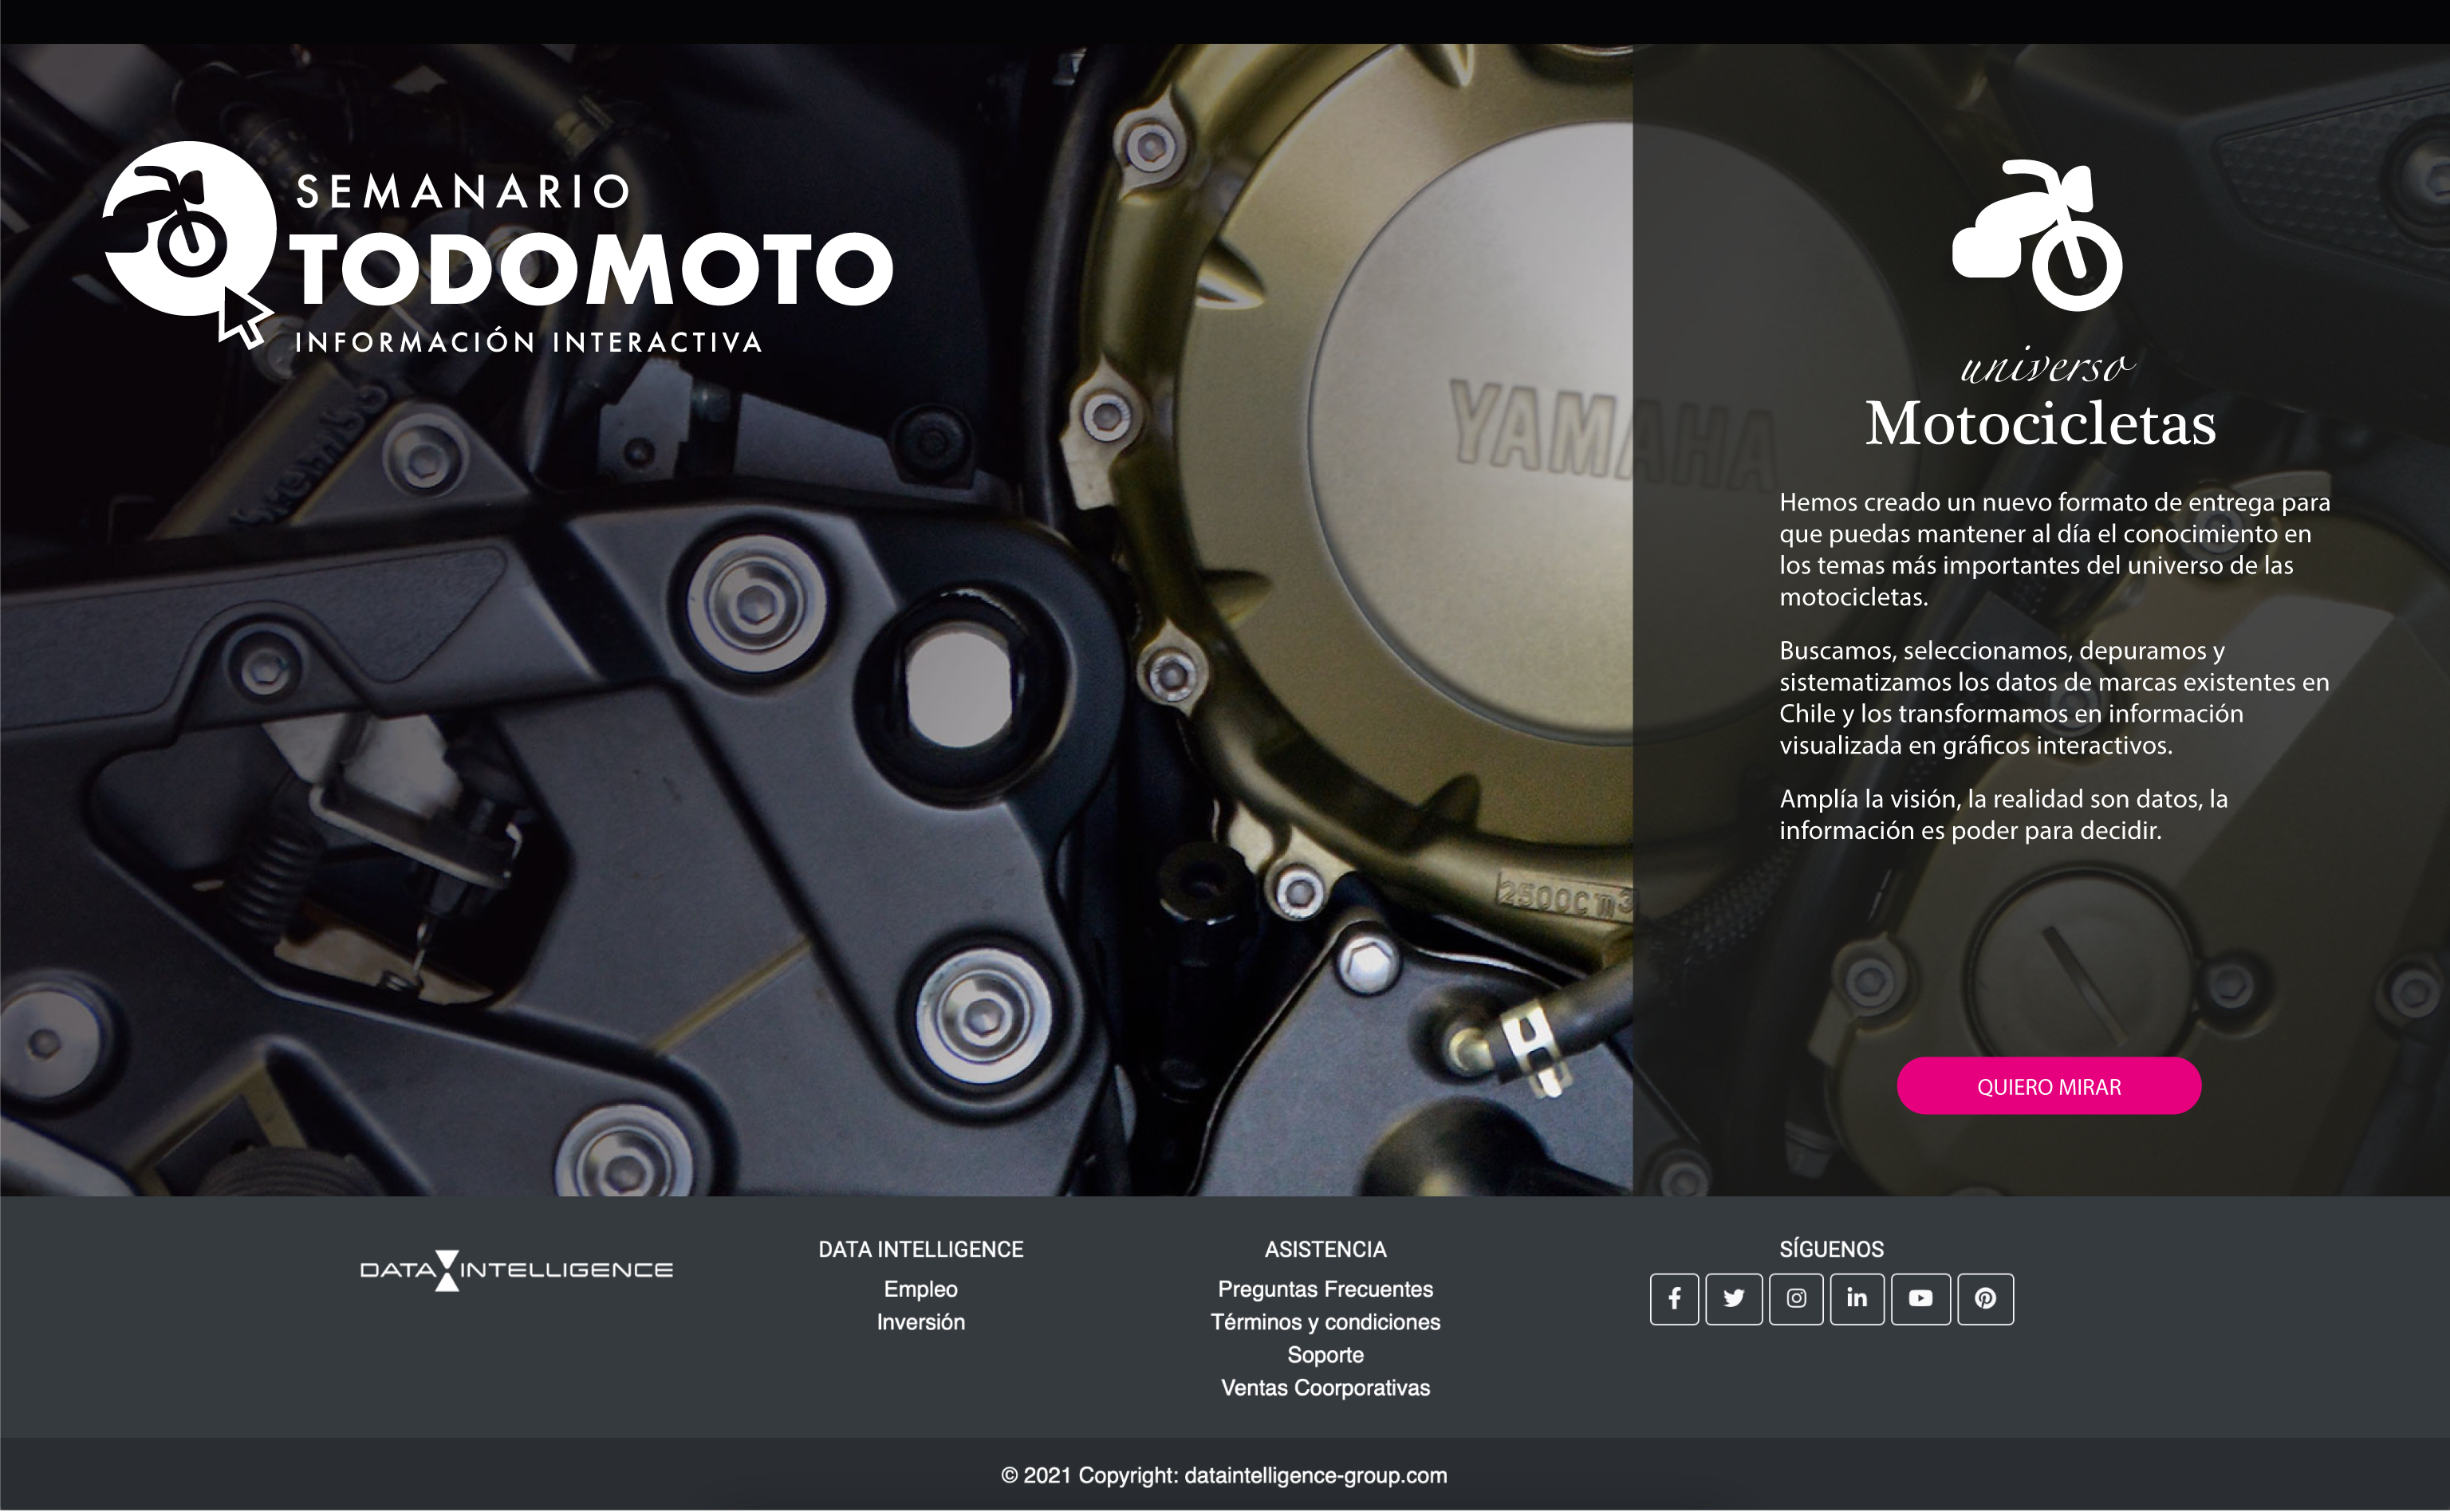 SEMANARIO
TODOMOTO
INFORMACIÓN INTERACTIVA
YAMAHA
2500Cm3
universo
Motocicletas
Hemos creado un nuevo formato de entrega para
que puedas mantener al día el conocimiento en
los temas más importantes del universo de las
motocicletas.
Buscamos, seleccionamos, depuramos y
sistematizamos los datos de marcas existentes en
Chile y los transformamos en información
visualizada en gráficos interactivos.
Amplía la visión, la realidad son datos, la
información es poder para decidir.
QUIERO MIRAR
DATA INTELLIGENCE
DATA INTELLIGENCE
Empleo
Inversión
ASISTENCIA
Preguntas Frecuentes
Términos y condiciones
Soporte
Ventas Coorporativas
SÍGUENOS
© 2021 Copyright: dataintelligence-group.com